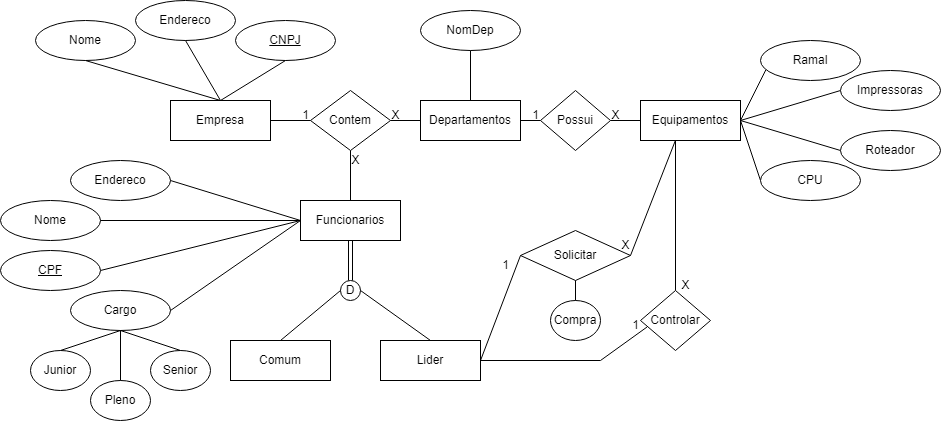 Endereco
Nome
CNPJ
NomDep
Ramal
Impressoras
Empresa
1
Contem
X
Departamentos
1
Possui
X
Equipamentos
Roteador
CPU
X
Endereco
Nome
Funcionarios
CPF
Solicitar
X
1
D
X
Cargo
Compra
1
Controlar
Junior
Senior
Pleno
Comum
Lider